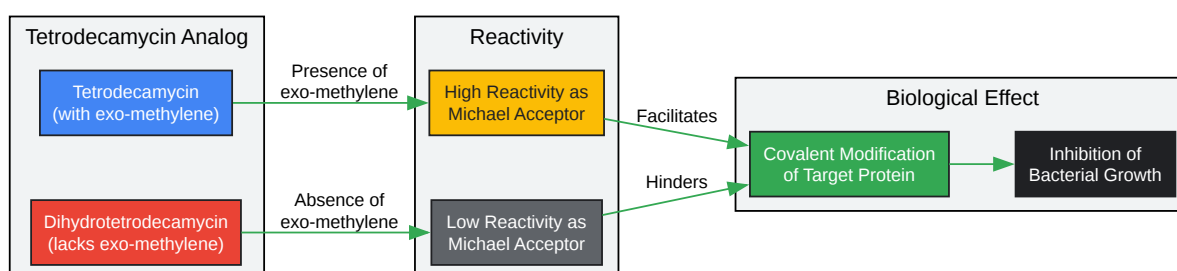 Tetrodecamycin Analog
Tetrodecamycin
(with exo-methylene)
Dihydrotetrodecamycin
(lacks exo-methylene)
Presence of
exo-methylene
Absence of
exo-methylene
Reactivity
High Reactivity as
Michael Acceptor
Low Reactivity as
Michael Acceptor
Facilitates
Hinders
Biological Effect
Covalent Modification
of Target Protein
Inhibition of
Bacterial Growth